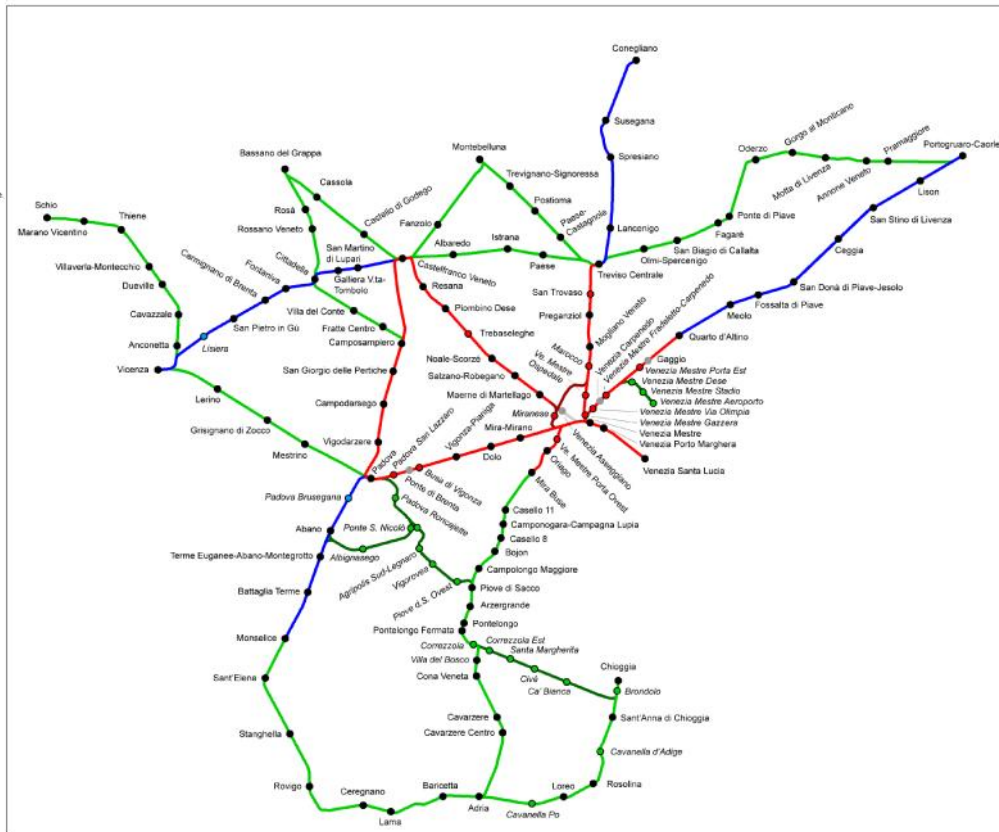 Conegliano
Susegana
Spresiano
Lancenigo
Treviso Centrale
Bassano del Grappa
Cassola
Castello di Godego
Rosà
Rossano Veneto
Cittadella
San Martino
di Lupari
Galliera V.ta-
Tombolo
Fontaniva
Carmignano di Brenta
San Pietro in Gù
Lisiera
Schio
Marano Vicentino
Thiene
Villaverla-Montecchio
Dueville
Cavazzale
Anconetta
Vicenza
Lerino
Grisignano di Zocco
Mestrino
Villa del Conte
Fratte Centro
Camposampiero
San Giorgio delle Pertiche
Campodarsego
Vigodarzere
Montebelluna
Trevignano-Signoressa
Postioma
Paese-
Castagnole
Fanzolo
Albaredo
Istrana
Paese
Castelfranco Veneto
Resana
Piombino Dese
Trebaseleghe
Noale-Scorzè
Salzano-Robegano
Maerne di Martellago
Oderzo
Gorgo al Monticano
Motta di Livenza
Annone Veneto
Pramaggiore
Portogruaro-Caorle
Lison
San Stino di Livenza
Ceggia
San Donà di Piave-Jesolo
Fossalta di Piave
Meolo
Quarto d'Altino
Gaggio
Ponte di Piave
Fagarè
San Biagio di Callalta
Olmi-Spercenigo
San Trovaso
Preganziol
Mogliano Veneto
Marocco
Ve. Mestre
Ospedale
Venezia Carpenedo
Venezia Mestre Fradeletto-Carpenedo
Venezia Mestre Porta Est
Venezia Mestre Dese
Venezia Mestre Stadio
Venezia Mestre Aeroporto
Venezia Mestre Via Olimpia
Venezia Mestre Gazzera
Venezia Mestre
Venezia Porto Marghera
Venezia Santa Lucia
Miranese
Venezia Asseggiano
Ve. Mestre Porta Ovest
Mira-Mirano
Dolo
Vigonza-Pianiga
Busa di Vigonza
Ponte di Brenta
Padova San Lazzaro
Padova
Padova Roncajette
Padova Brusegana
Ponte S. Nicolò
Abano
Albignasego
Terme Euganee-Abano-Montegrotto
Battaglia Terme
Monselice
Sant'Elena
Stanghella
Rovigo
Ceregnano
Lama
Baricetta
Adria
Agripolis Sud-Legnaro
Vigorovea
Piove d.S. Ovest
Oriago
Mira Buse
Casello 11
Camponogara-Campagna Lupia
Casello 8
Bojon
Campolongo Maggiore
Piove di Sacco
Arzergrande
Pontelongo
Pontelongo Fermata
Correzzola
Correzzola Est
Santa Margherita
Civè
Ca' Bianca
Villa del Bosco
Cona Veneta
Cavarzere
Cavarzere Centro
Chioggia
Brondolo
Sant'Anna di Chioggia
Cavanella d'Adige
Rosolina
Loreo
Cavanella Po